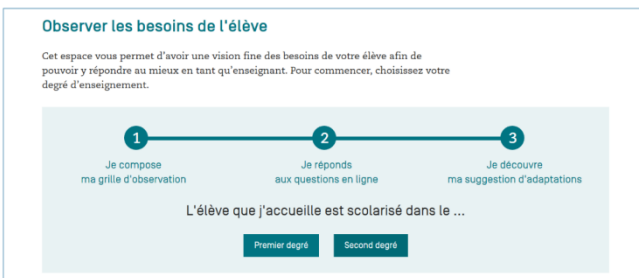 Observer les besoins de l'élève
Cet espace vous permet d'avoir une vision fine des besoins de votre élève afin de
pouvoir y répondre au mieux en tant qu'enseignant. Pour commencer, choisissez votre
degré d'enseignement.
1 2 3
Je compose Je réponds Je découvre
ma grille d'observation aux questions en ligne ma suggestion d'adaptations
L'élève que j'accueille est scolarisé dans le ...
Premier degré Second degré